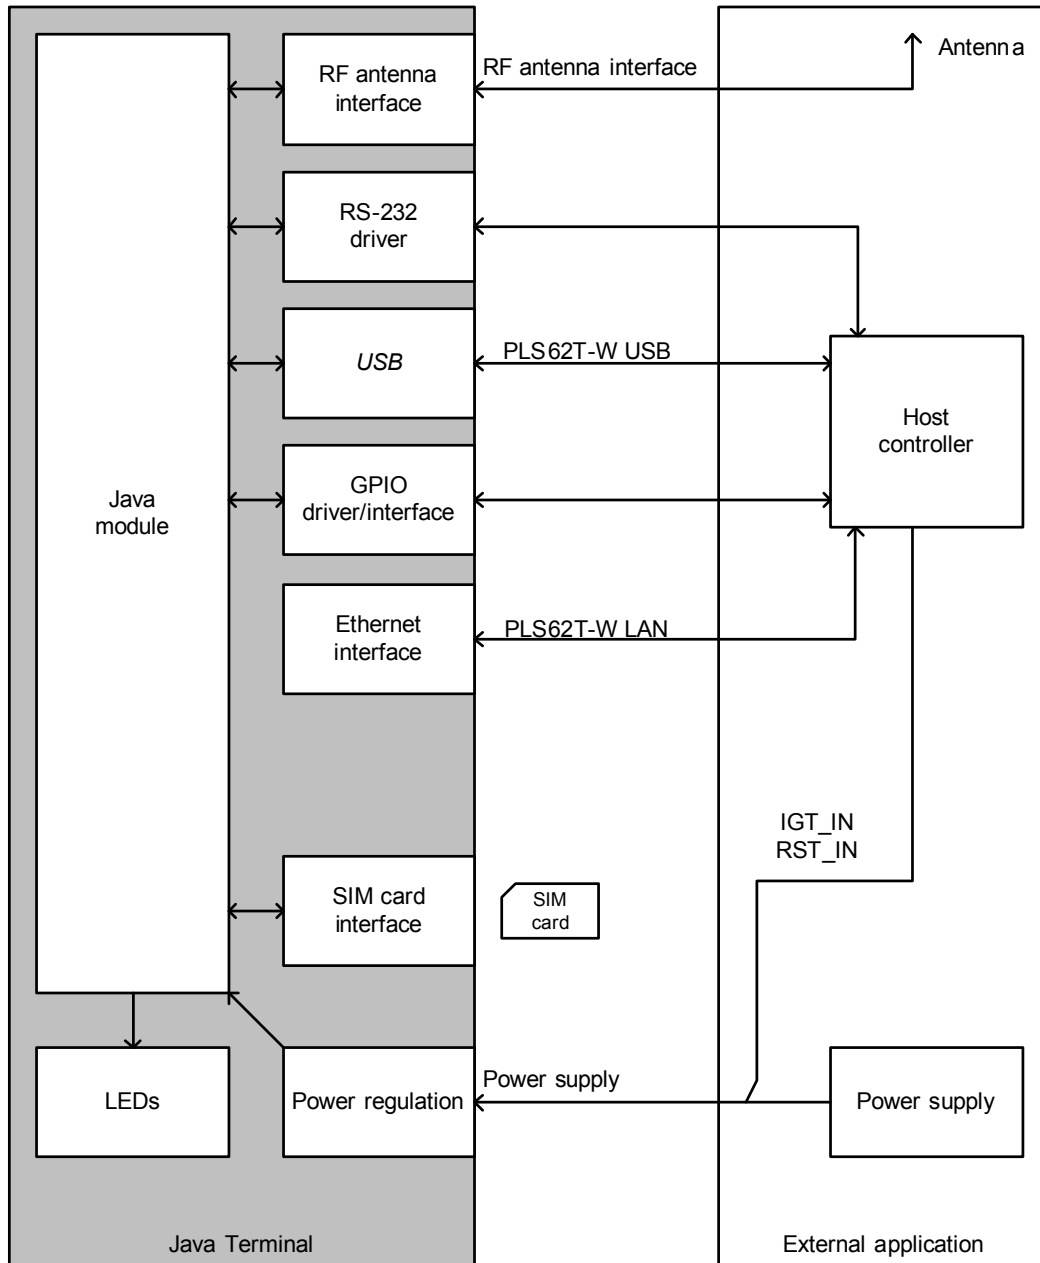 RF antenna
interface
RF antenna interface
Antenna
RS-232
driver
USB
PLS62T-W USB
Host
controller
Java
module
GPIO
driver/interface
Ethernet
interface
PLS62T-W LAN
IGT_IN
RST_IN
SIM card
interface
SIM
card
LEDs
Power regulation
Power supply
Power supply
Java Terminal
External application